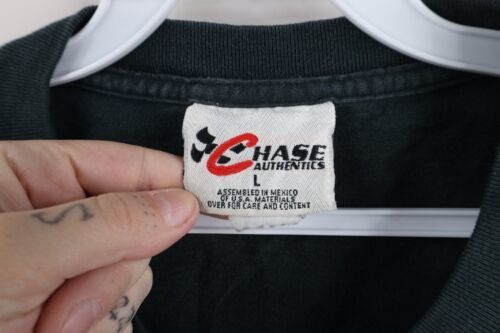 CHASE
AUTHENTICS
L
ASSEMBLED IN MEXICO
OF U.S.A. MATERIALS
OVER FOR CARE AND CONTENT